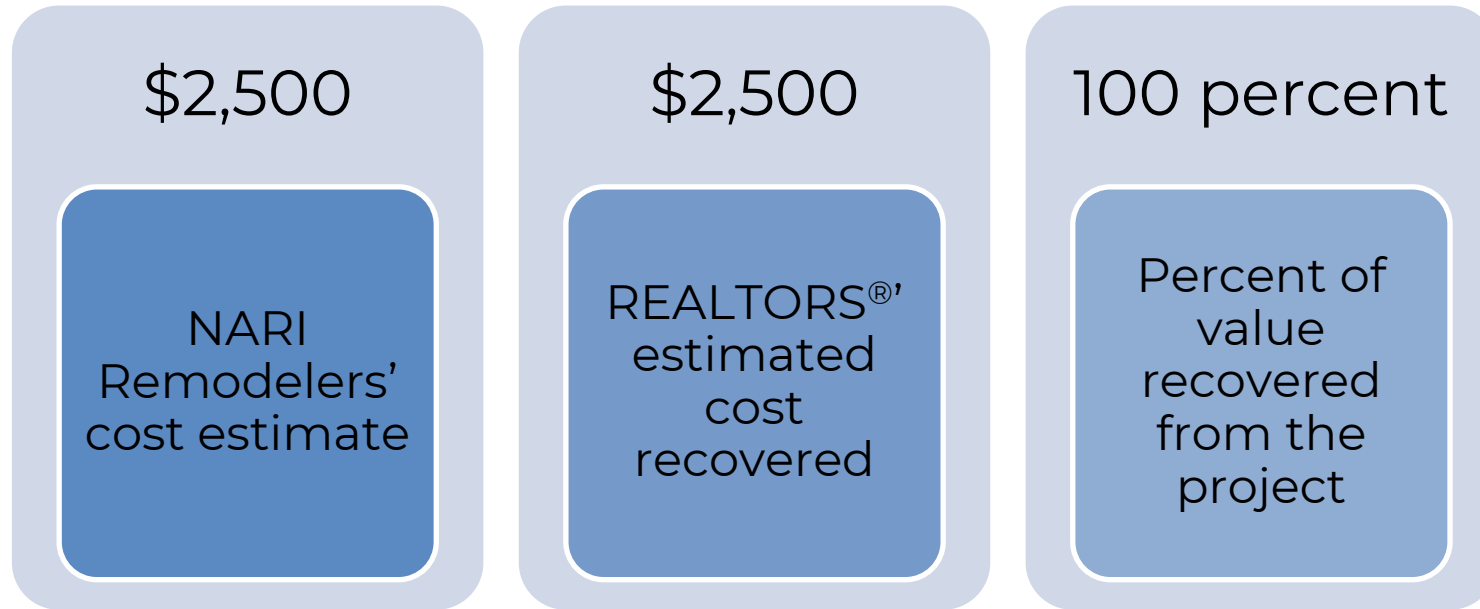 $2,500
NARI
Remodelers’
cost estimate
$2,500
REALTORS®’
estimated
cost
recovered
100 percent
Percent of
value
recovered
from the
project